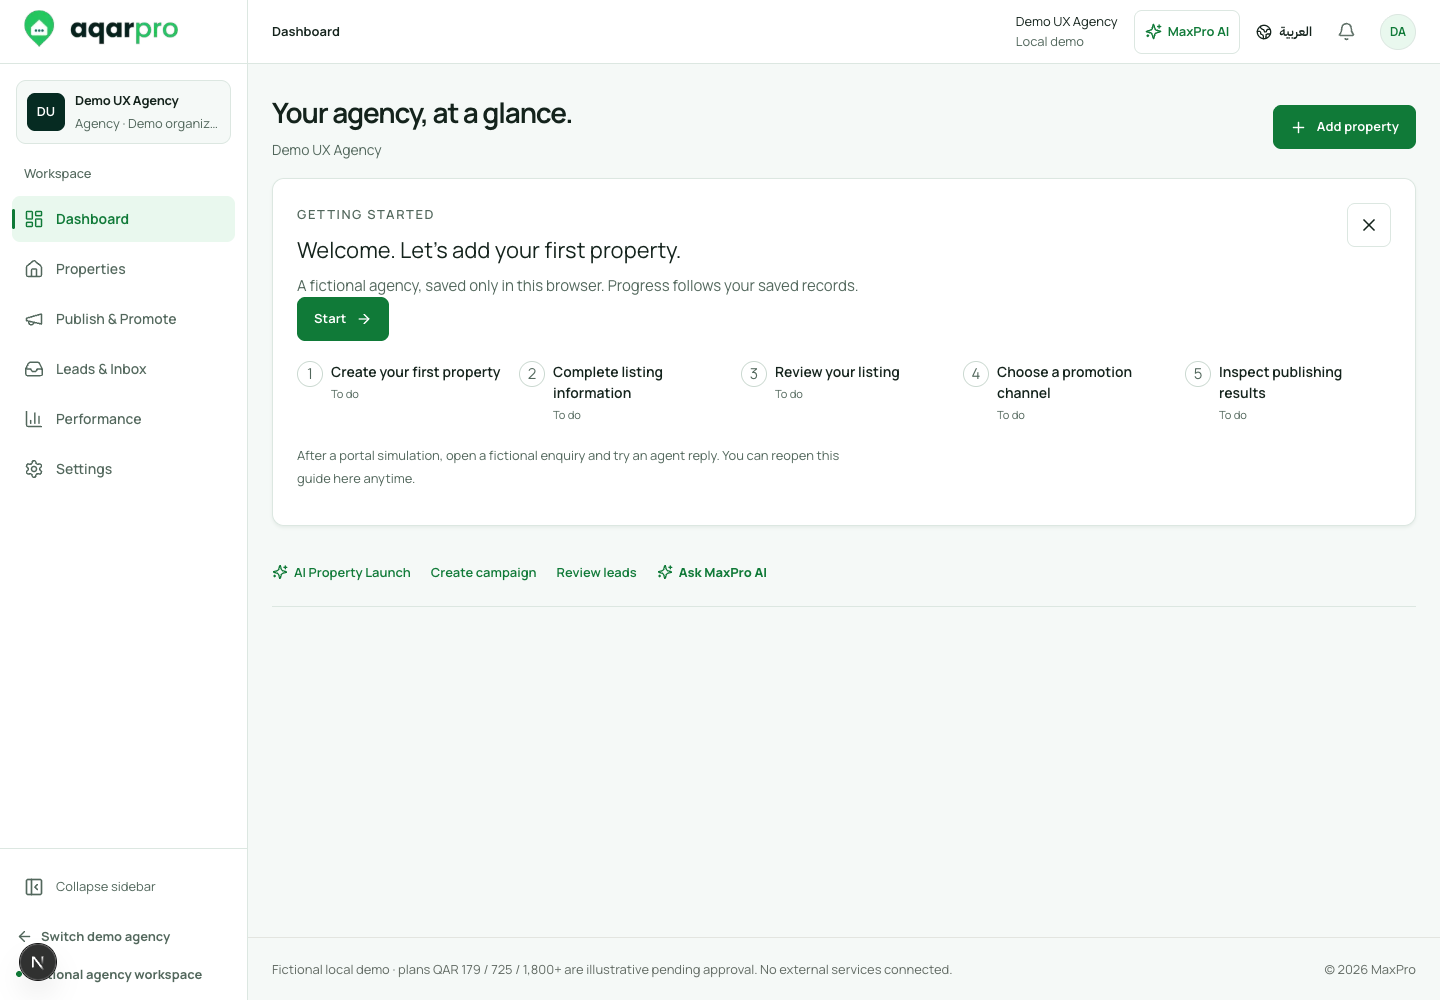 aqarpro
Dashboard
Demo UX Agency
Local demo
MaxPro AI
العربية
DA
DU
Demo UX Agency
Agency · Demo organiz...
Workspace
Dashboard
Properties
Publish & Promote
Leads & Inbox
Performance
Settings
Collapse sidebar
Switch demo agency
N
ional agency workspace
Your agency, at a glance.
Demo UX Agency
Add property
GETTING STARTED
Welcome. Let's add your first property.
A fictional agency, saved only in this browser. Progress follows your saved records.
Start
1
Create your first property
To do
2
Complete listing
information
To do
3
Review your listing
To do
4
Choose a promotion
channel
To do
5
Inspect publishing
results
To do
After a portal simulation, open a fictional enquiry and try an agent reply. You can reopen this
guide here anytime.
AI Property Launch
Create campaign
Review leads
Ask MaxPro AI
Fictional local demo · plans QAR 179 / 725 / 1,800+ are illustrative pending approval. No external services connected.
© 2026 MaxPro